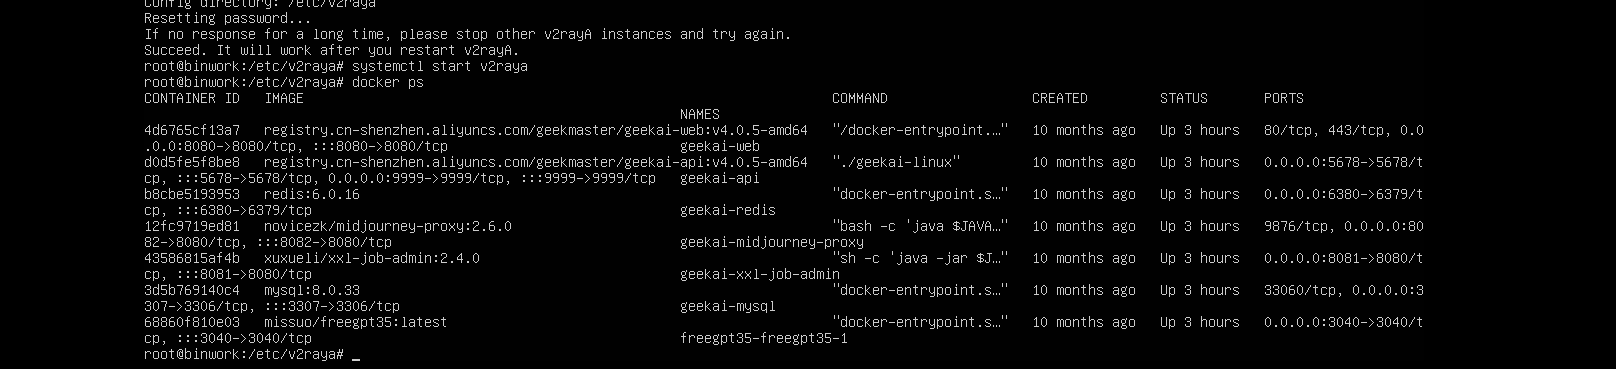 Config directory: /etc/v2raya
Resetting password...
If no response for a long time, please stop other v2rayA instances and try again.
Succeed. It will work after you restart v2rayA.
root@binwork:/etc/v2raya# systemctl start v2raya
root@binwork:/etc/v2raya# docker ps
CONTAINER ID   IMAGE                                                                  COMMAND                  CREATED         STATUS       PORTS
NAMES
4d6765cf13a7   registry.cn-shenzhen.aliyuncs.com/geekmaster/geekai-web:v4.0.5-amd64   "/docker-entrypoint.…"   10 months ago   Up 3 hours   80/tcp, 443/tcp, 0.0
.0.0:8080->8080/tcp, :::8080->8080/tcp                             geekai-web
d0d5fe5f8be8   registry.cn-shenzhen.aliyuncs.com/geekmaster/geekai-api:v4.0.5-amd64   "./geekai-linux"         10 months ago   Up 3 hours   0.0.0.0:5678->5678/t
cp, :::5678->5678/tcp, 0.0.0.0:9999->9999/tcp, :::9999->9999/tcp   geekai-api
b8cbe5193953   redis:6.0.16                                                           "docker-entrypoint.s…"   10 months ago   Up 3 hours   0.0.0.0:6380->6379/t
cp, :::6380->6379/tcp                                              geekai-redis
12fc9719ed81   novicezk/midjourney-proxy:2.6.0                                        "bash -c 'java $JAVA…"   10 months ago   Up 3 hours   9876/tcp, 0.0.0.0:80
82->8080/tcp, :::8082->8080/tcp                                    geekai-midjourney-proxy
43586815af4b   xuxueli/xxl-job-admin:2.4.0                                            "sh -c 'java -jar $J…"   10 months ago   Up 3 hours   0.0.0.0:8081->8080/t
cp, :::8081->8080/tcp                                              geekai-xxl-job-admin
3d5b769140c4   mysql:8.0.33                                                           "docker-entrypoint.s…"   10 months ago   Up 3 hours   33060/tcp, 0.0.0.0:3
307->3306/tcp, :::3307->3306/tcp                                   geekai-mysql
68860f810e03   missuo/freegpt35:latest                                                "docker-entrypoint.s…"   10 months ago   Up 3 hours   0.0.0.0:3040->3040/t
cp, :::3040->3040/tcp                                              freegpt35-freegpt35-1
root@binwork:/etc/v2raya# _